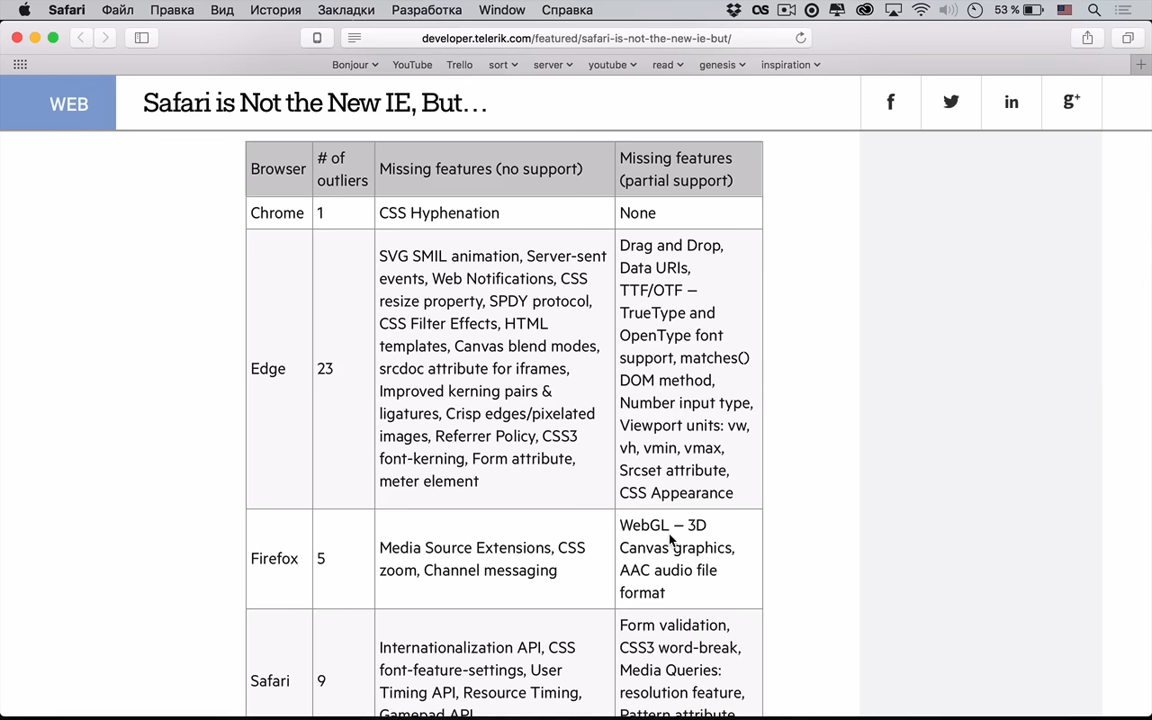 Safari Файл Правка Вид История Закладки Разработка Window Справка 53 %
developer.telerik.com/featured/safari-is-not-the-new-ie-but/
Bonjour YouTube Trello sort server youtube read genesis inspiration
WEB
Safari is Not the New IE, But…
f in g+
Browser
# of
outliers
Missing features (no support)
Missing features
(partial support)
Chrome
1
CSS Hyphenation
None
Edge
23
SVG SMIL animation, Server-sent
events, Web Notifications, CSS
resize property, SPDY protocol,
CSS Filter Effects, HTML
templates, Canvas blend modes,
srcdoc attribute for iframes,
Improved kerning pairs &
ligatures, Crisp edges/pixelated
images, Referrer Policy, CSS3
font-kerning, Form attribute,
meter element
Drag and Drop,
Data URIs,
TTF/OTF –
TrueType and
OpenType font
support, matches()
DOM method,
Number input type,
Viewport units: vw,
vh, vmin, vmax,
Srcset attribute,
CSS Appearance
Firefox
5
Media Source Extensions, CSS
zoom, Channel messaging
WebGL – 3D
Canvas graphics,
AAC audio file
format
Safari
9
Internationalization API, CSS
font-feature-settings, User
Timing API, Resource Timing,
Gamepad API
Form validation,
CSS3 word-break,
Media Queries:
resolution feature,
Pattern attribute